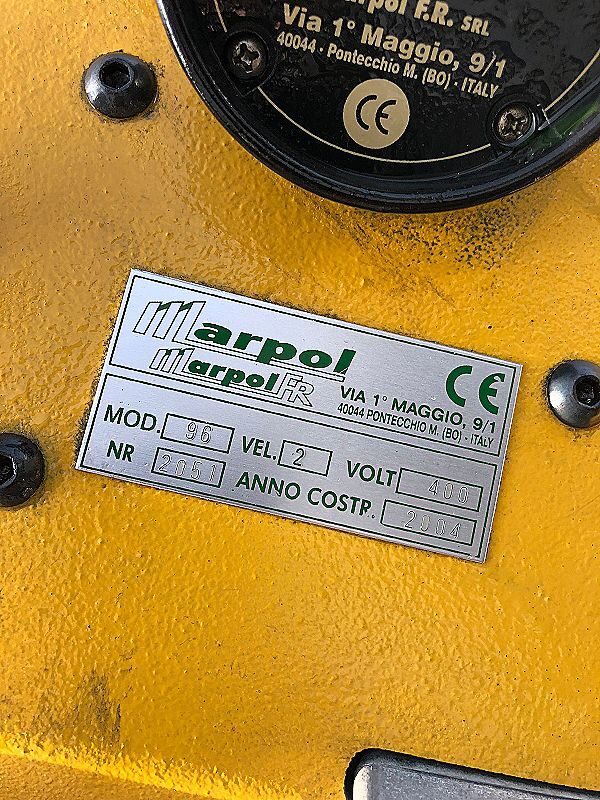 arpol F.R. SRL
Via 1° Maggio, 9/1
40044 - Pontecchio M. (BO) - ITALY
CE
Marpol
Marpol FR
VIA 1° MAGGIO, 9/1
40044 PONTECCHIO M. (BO) - ITALY
CE
MOD. 96 VEL. 2 VOLT 400
NR 2051 ANNO COSTR. 2004